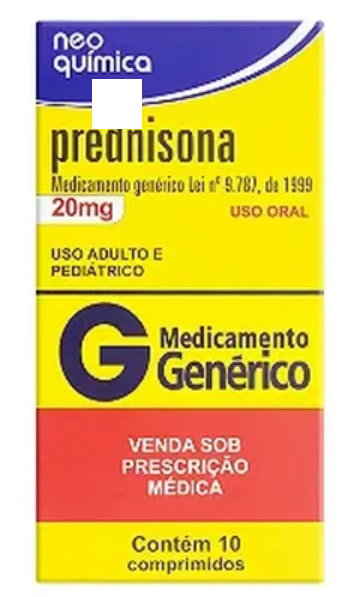 neo
química
prednisona
Medicamento genérico Lei nº 9.787, de 1999
20mg
USO ORAL
USO ADULTO E
PEDIÁTRICO
G Medicamento
Genérico
VENDA SOB
PRESCRIÇÃO
MÉDICA
Contém 10
comprimidos